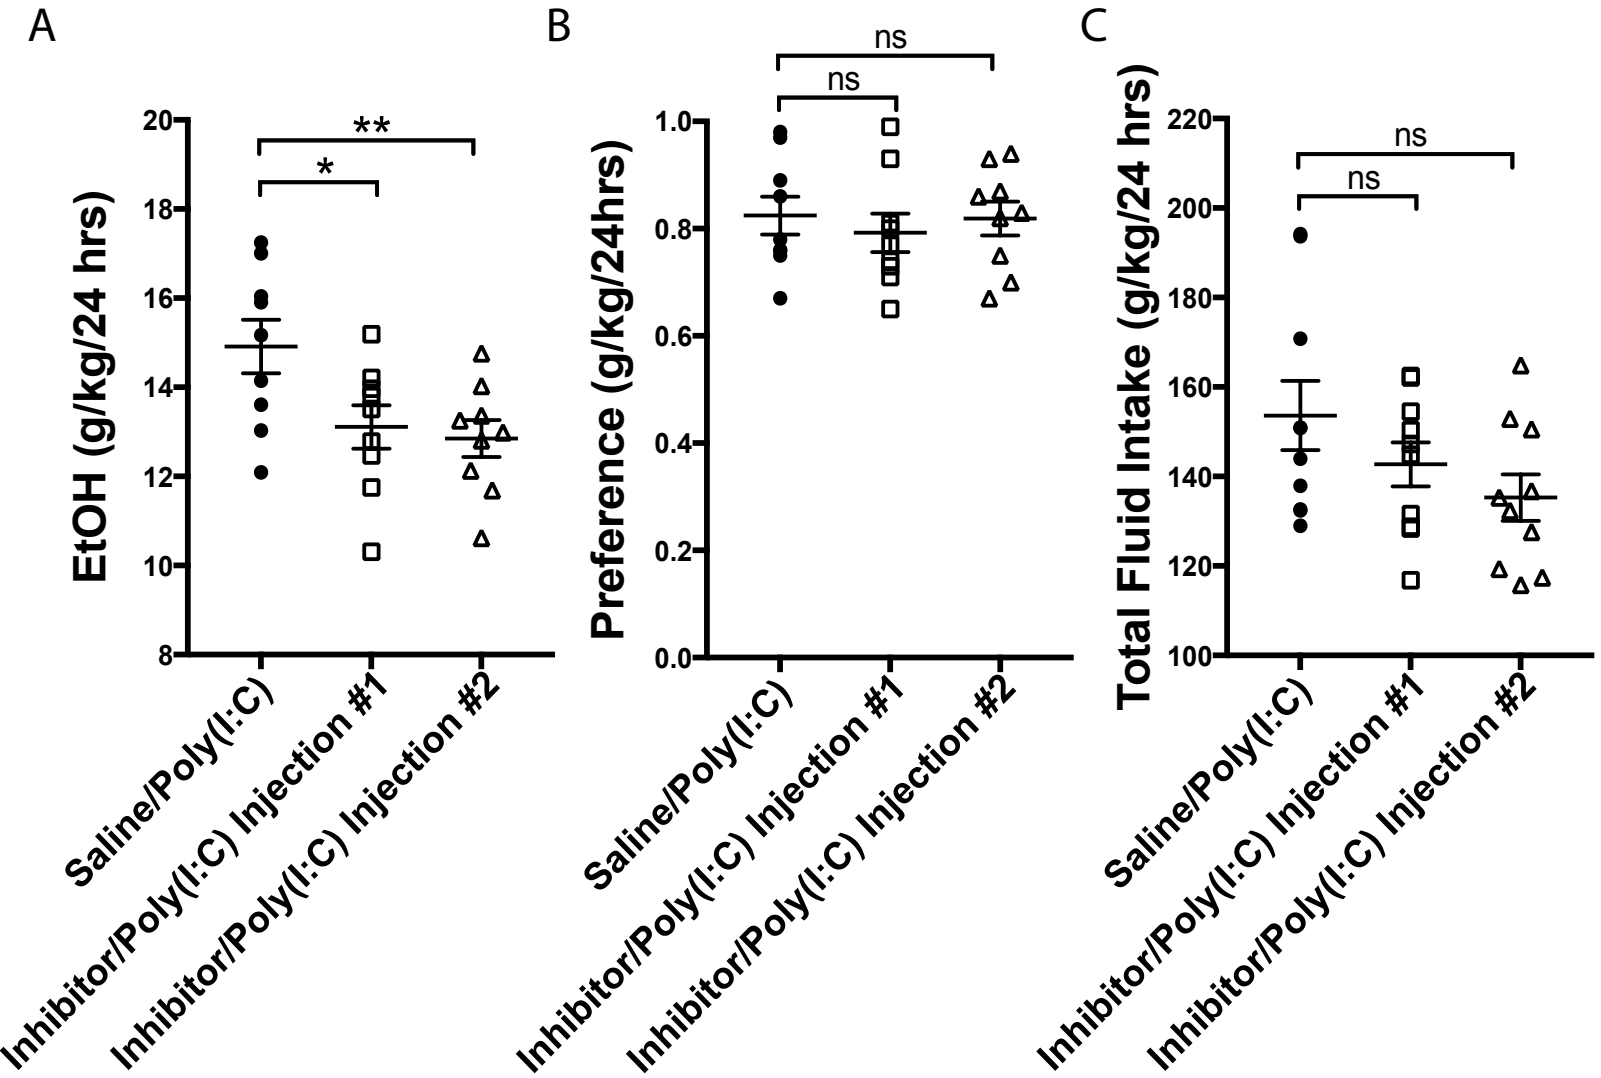 A
EtOH (g/kg/24 hrs)
20
18
16
14
12
10
8
**
*
Saline/Poly(I:C)
Inhibitor/Poly(I:C) Injection #1
Inhibitor/Poly(I:C) Injection #2
B
Preference (g/kg/24hrs)
1.0
0.8
0.6
0.4
0.2
0.0
ns
ns
Saline/Poly(I:C)
Inhibitor/Poly(I:C) Injection #1
Inhibitor/Poly(I:C) Injection #2
C
Total Fluid Intake (g/kg/24 hrs)
220
200
180
160
140
120
100
ns
ns
Saline/Poly(I:C)
Inhibitor/Poly(I:C) Injection #1
Inhibitor/Poly(I:C) Injection #2